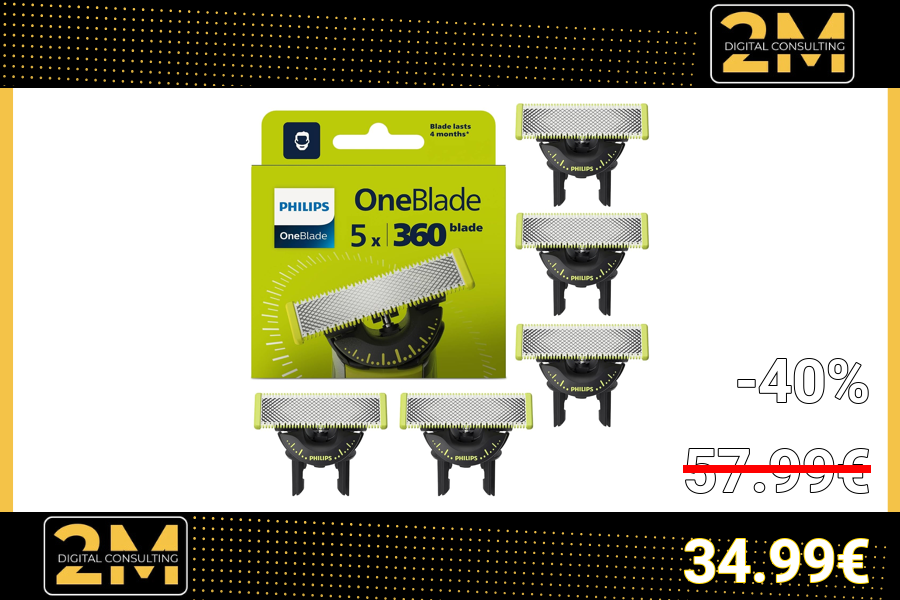 2M
DIGITAL CONSULTING
Blade lasts
4 months*
PHILIPS
OneBlade
OneBlade
5 x 360 blade
PHILIPS
PHILIPS
PHILIPS
PHILIPS
PHILIPS
-40%
57.99€
2M
DIGITAL CONSULTING
34.99€